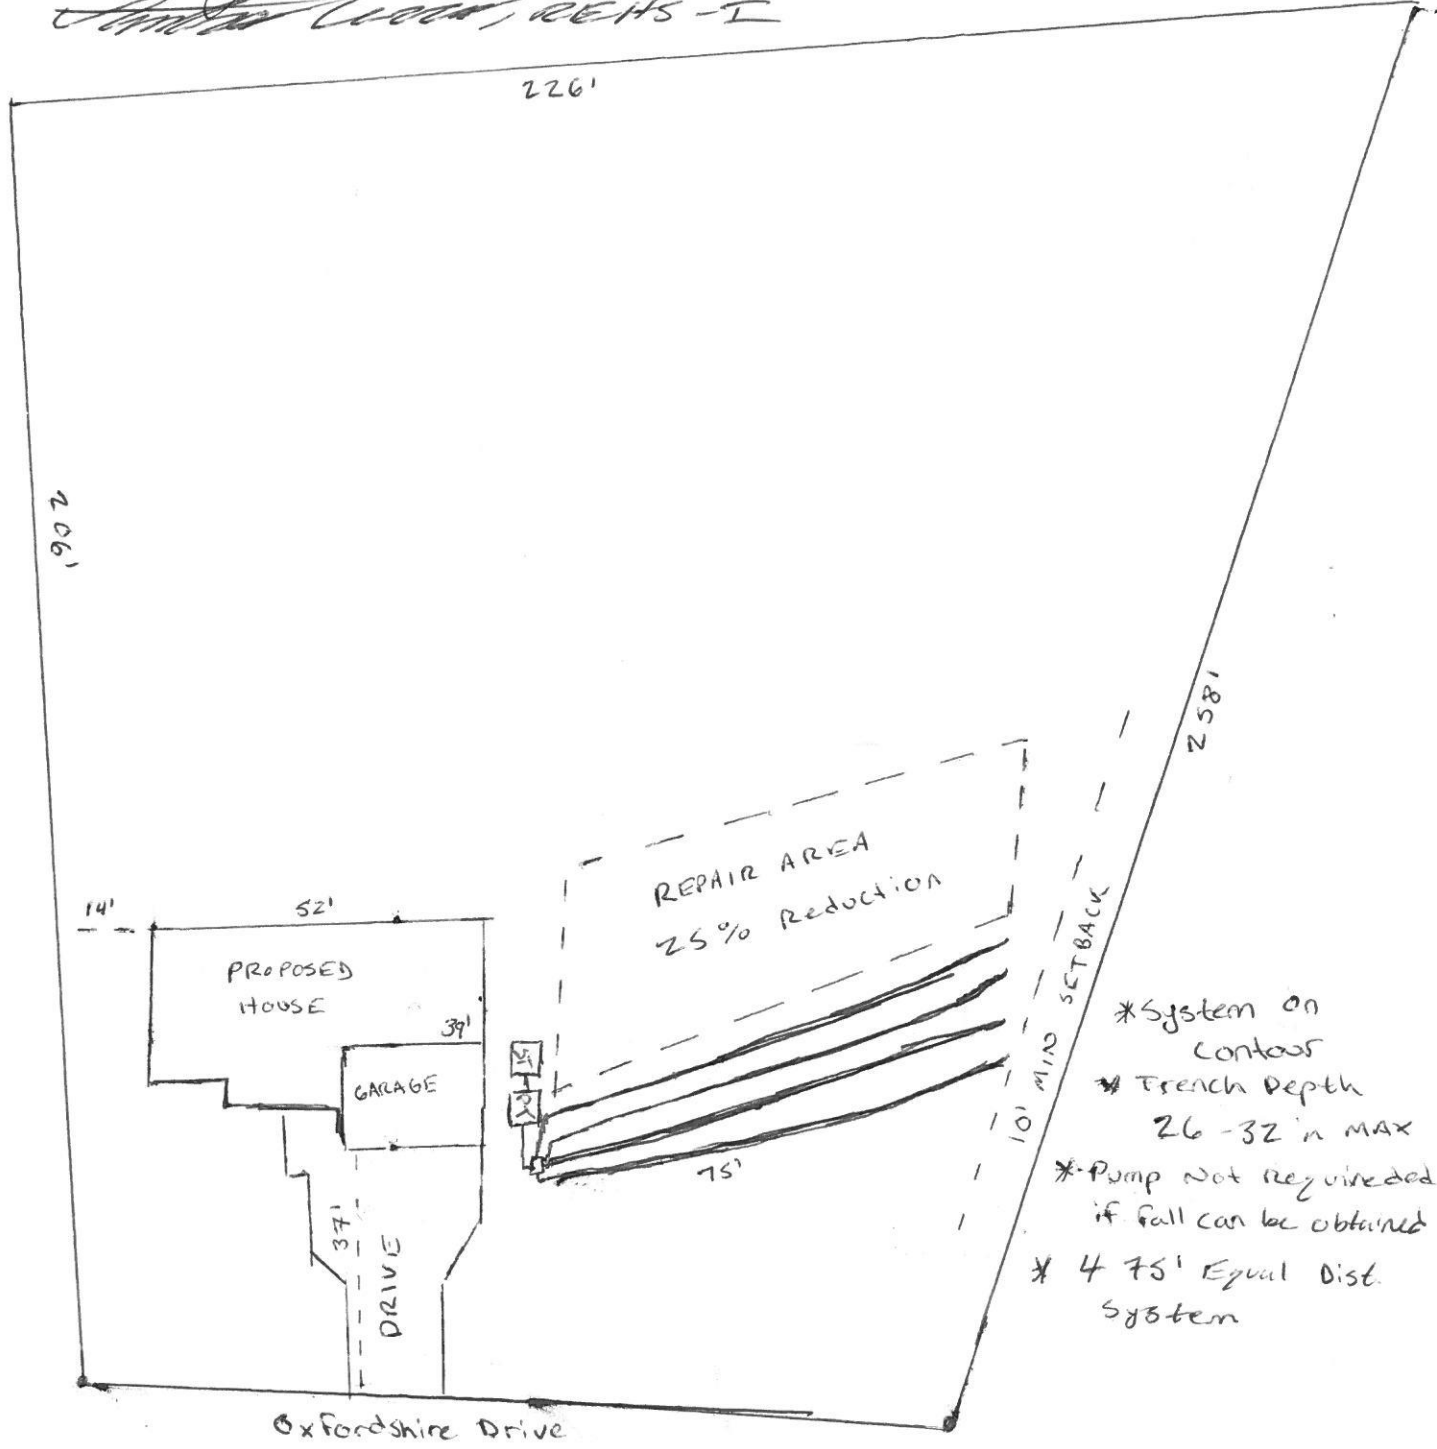 REHS-I
226'
206'
258'
REPAIR AREA
25% Reduction
14'
52'
PROPOSED
HOUSE
39'
GARAGE
ST
75'
10' MIN SETBACK
37'
DRIVE
*System on
Contour
* Trench Depth
26-32 in MAX
* Pump Not Requireded
if fall can be obtained
* 4 75' Equal Dist.
System
Oxfordshire Drive